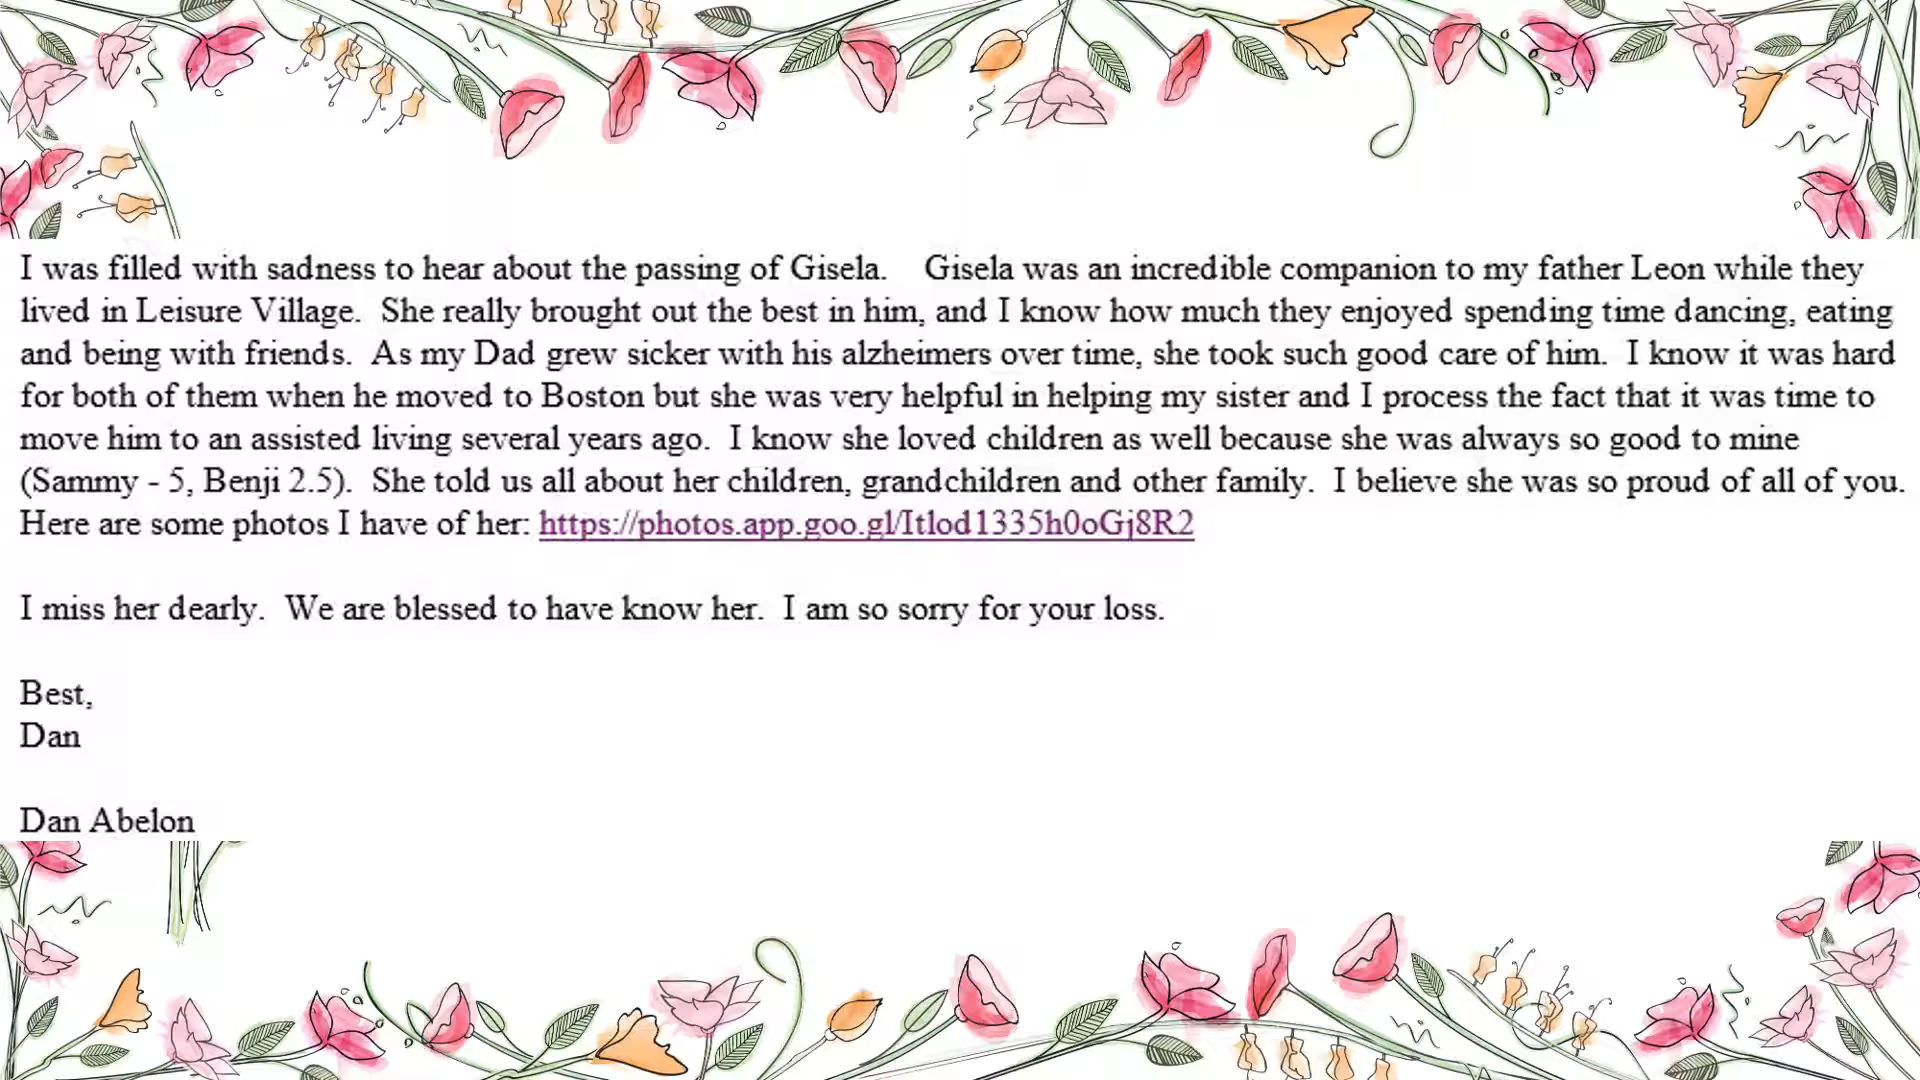 I was filled with sadness to hear about the passing of Gisela.    Gisela was an incredible companion to my father Leon while they
lived in Leisure Village.  She really brought out the best in him, and I know how much they enjoyed spending time dancing, eating
and being with friends.  As my Dad grew sicker with his alzheimers over time, she took such good care of him.  I know it was hard
for both of them when he moved to Boston but she was very helpful in helping my sister and I process the fact that it was time to
move him to an assisted living several years ago.  I know she loved children as well because she was always so good to mine
(Sammy - 5, Benji 2.5).  She told us all about her children, grandchildren and other family.  I believe she was so proud of all of you.
Here are some photos I have of her: https://photos.app.goo.gl/Itlod1335h0oGj8R2
I miss her dearly.  We are blessed to have know her.  I am so sorry for your loss.
Best,
Dan
Dan Abelon